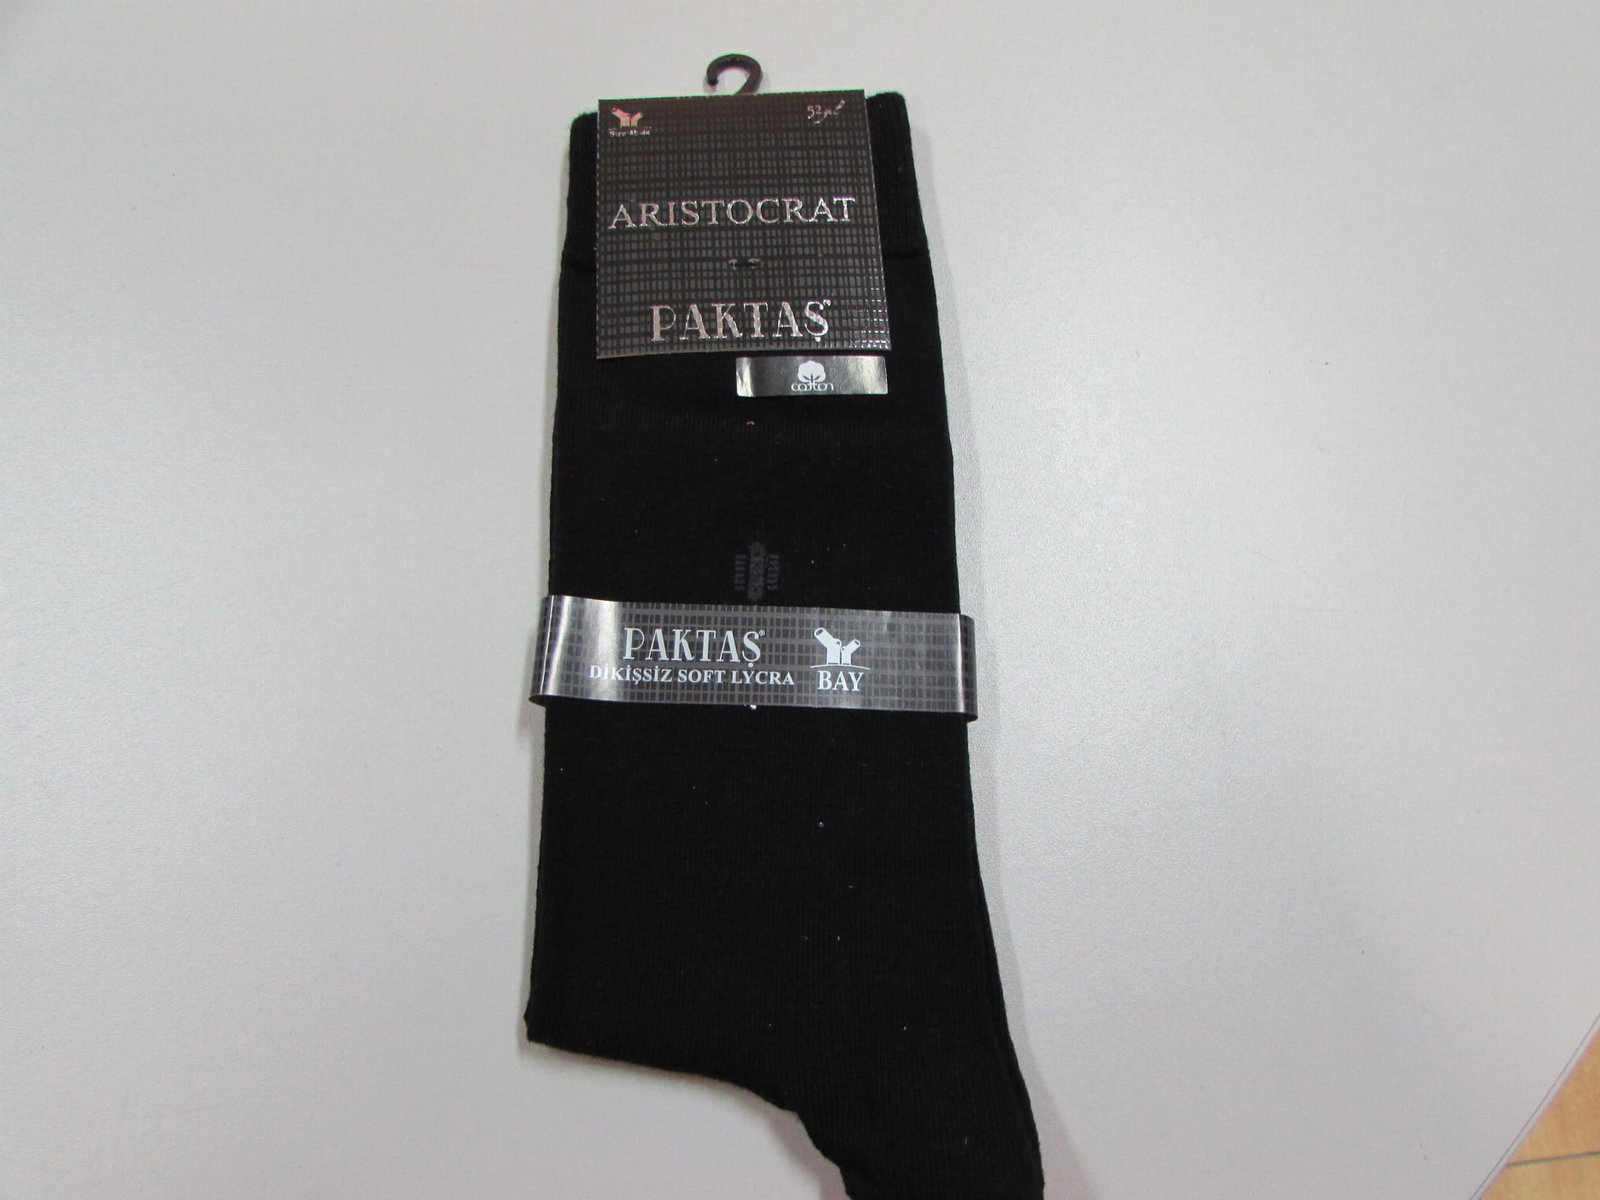 ARISTOCRAT
PAKTAŞ®
cotton
PAKTAŞ®
DİKİŞSİZ SOFT LYCRA
BAY